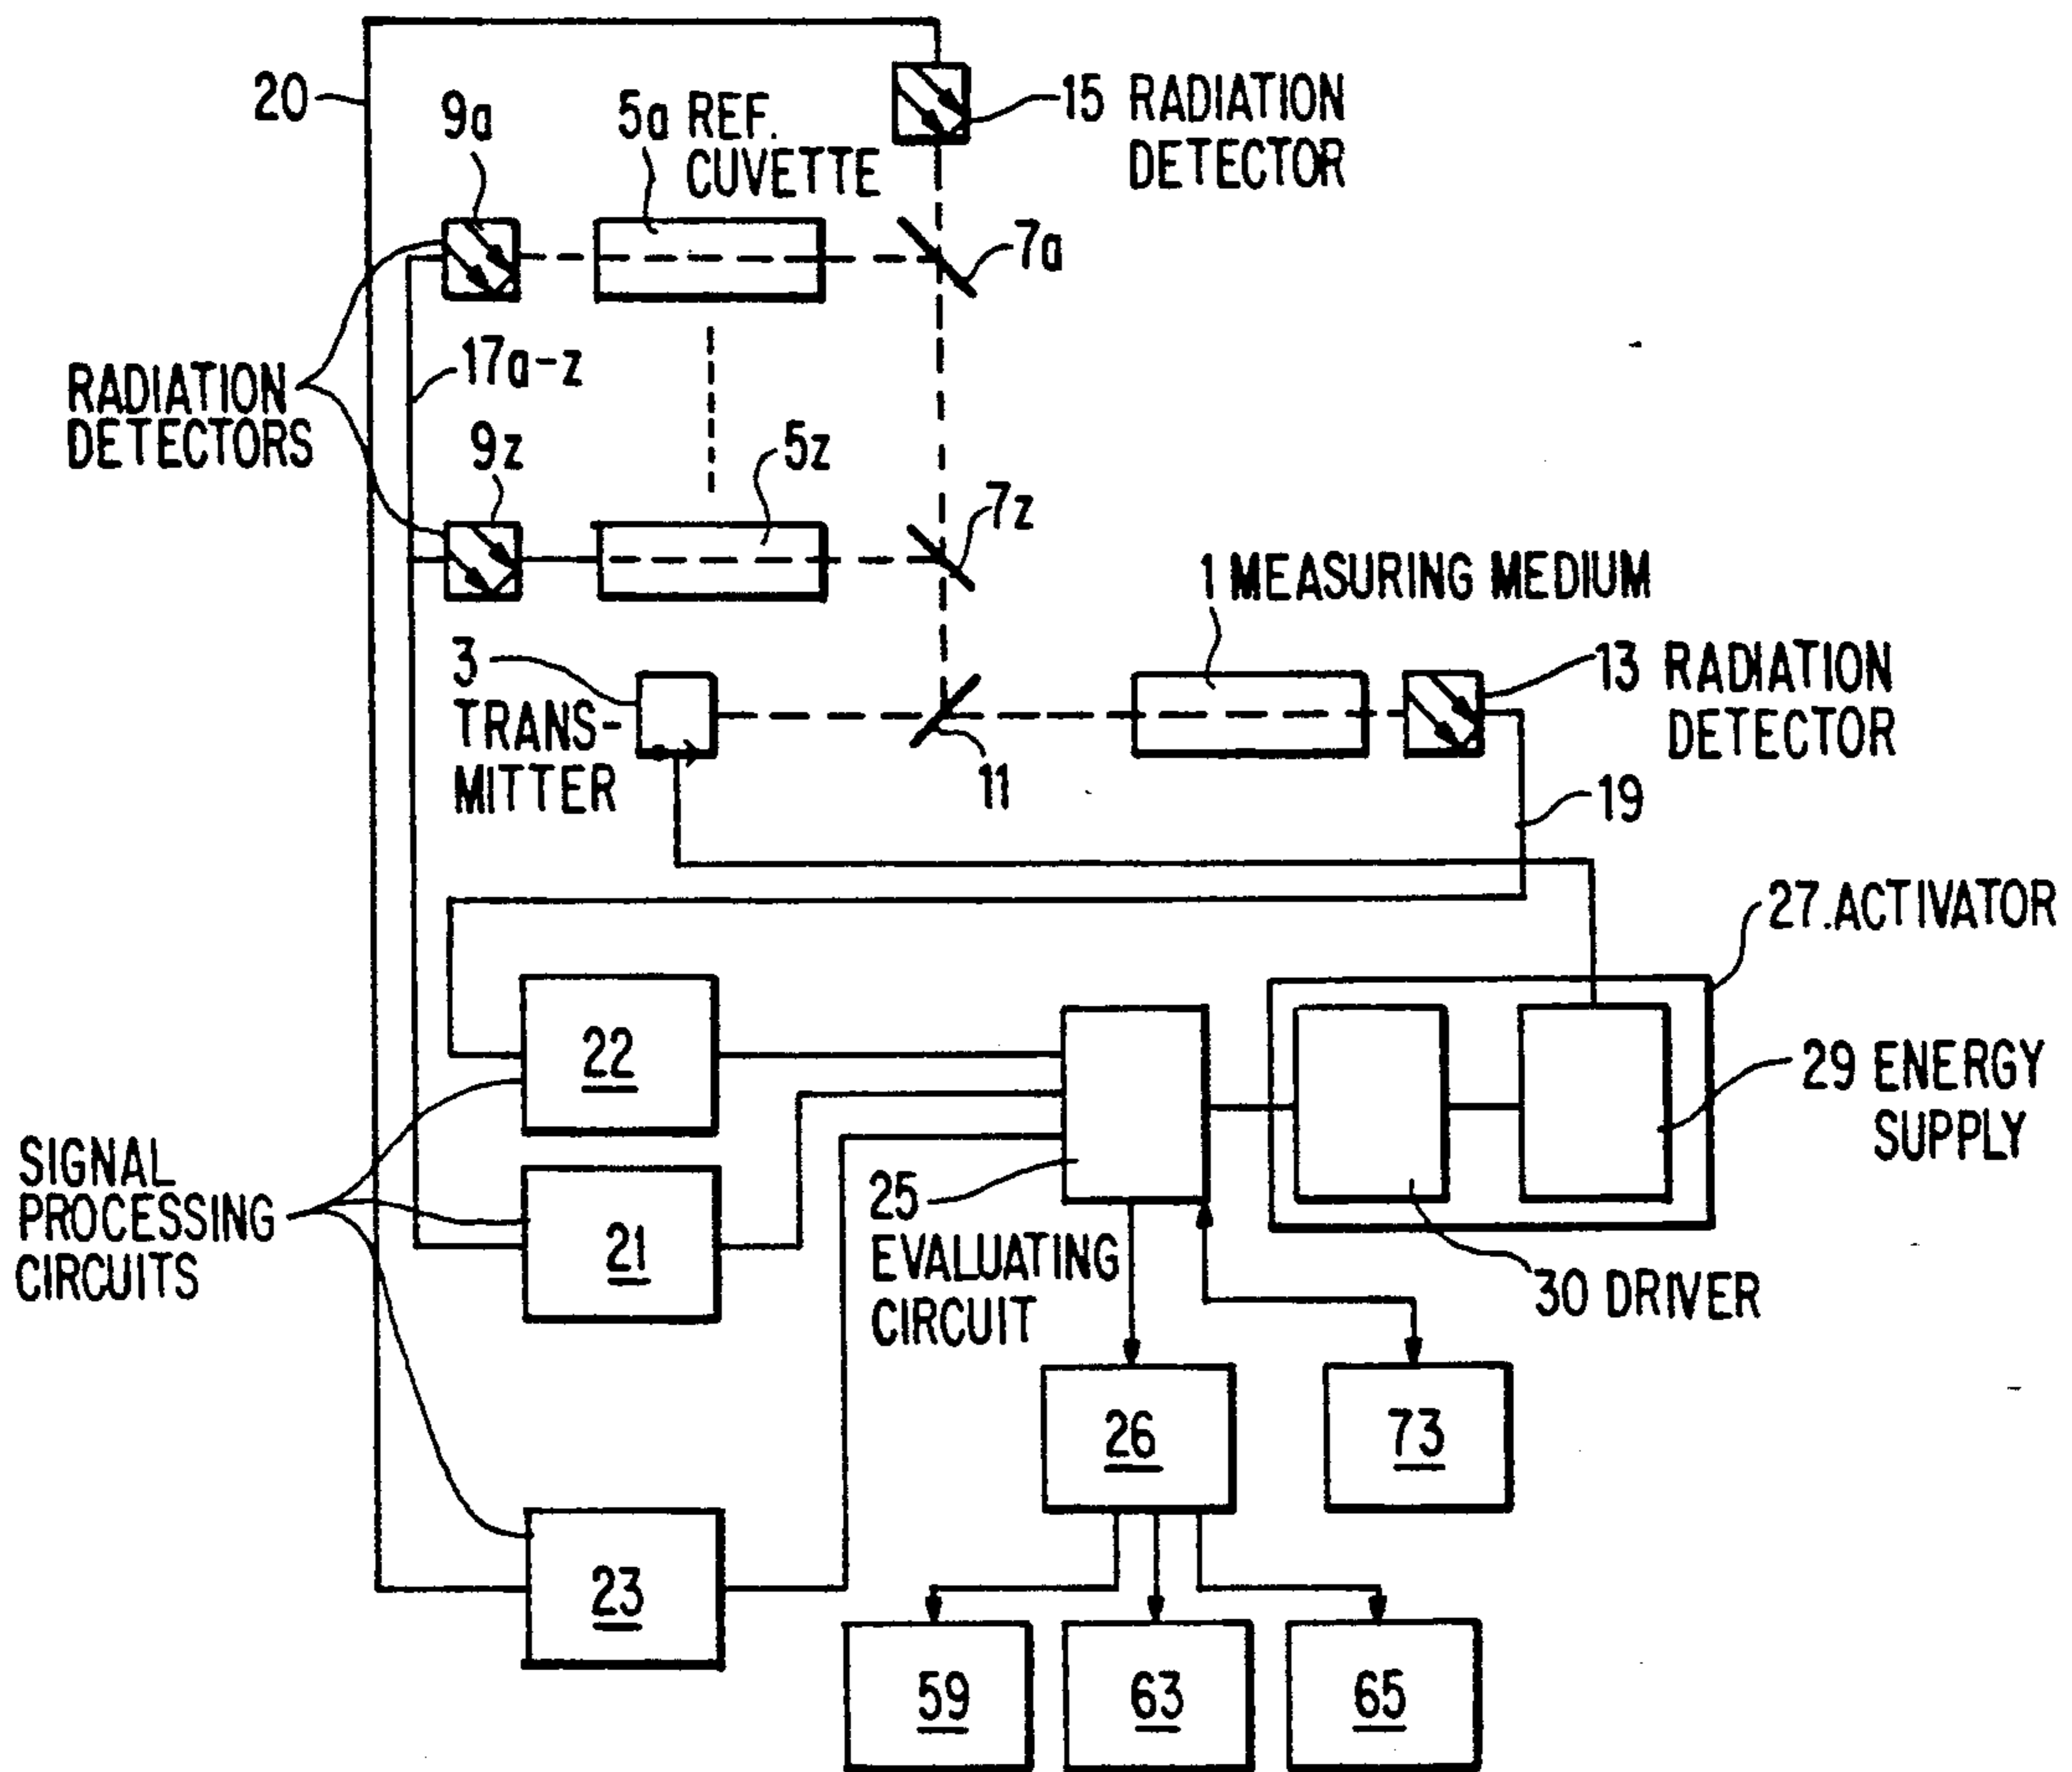 20
9a
5a REF.
CUVETTE
15 RADIATION
DETECTOR
7a
17a-z
RADIATION
DETECTORS
9z
5z
7z
1 MEASURING MEDIUM
3
TRANS-
MITTER
11
13 RADIATION
DETECTOR
19
27.ACTIVATOR
22
29 ENERGY
SUPPLY
SIGNAL
PROCESSING
CIRCUITS
21
25
EVALUATING
CIRCUIT
30 DRIVER
26
73
23
59
63
65